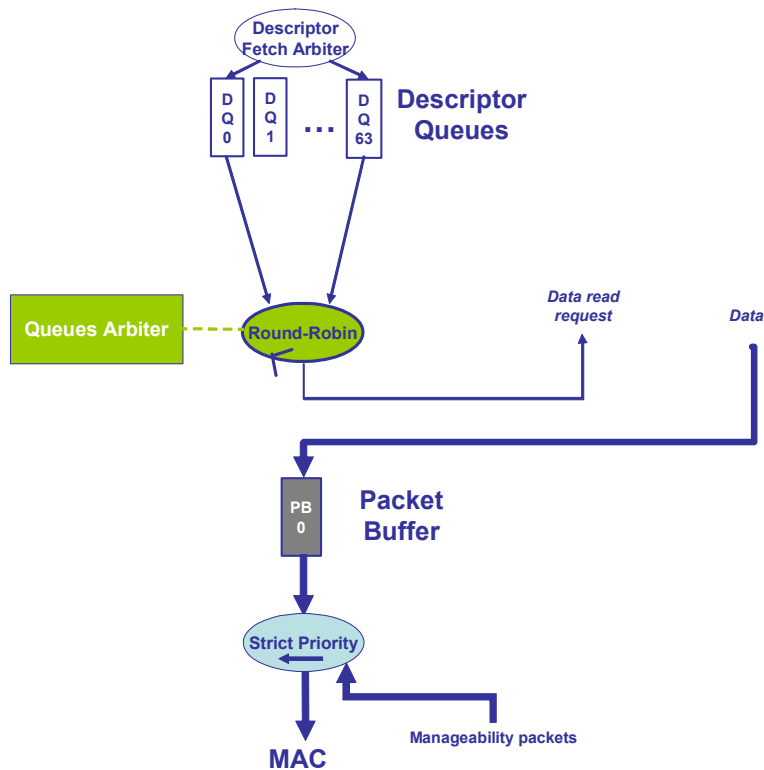 Descriptor
Fetch Arbiter
D
Q
0
D
Q
1
...
D
Q
63
Descriptor
Queues
Queues Arbiter
Round-Robin
Data read
request
Data
PB
0
Packet
Buffer
Strict Priority
Manageability packets
MAC